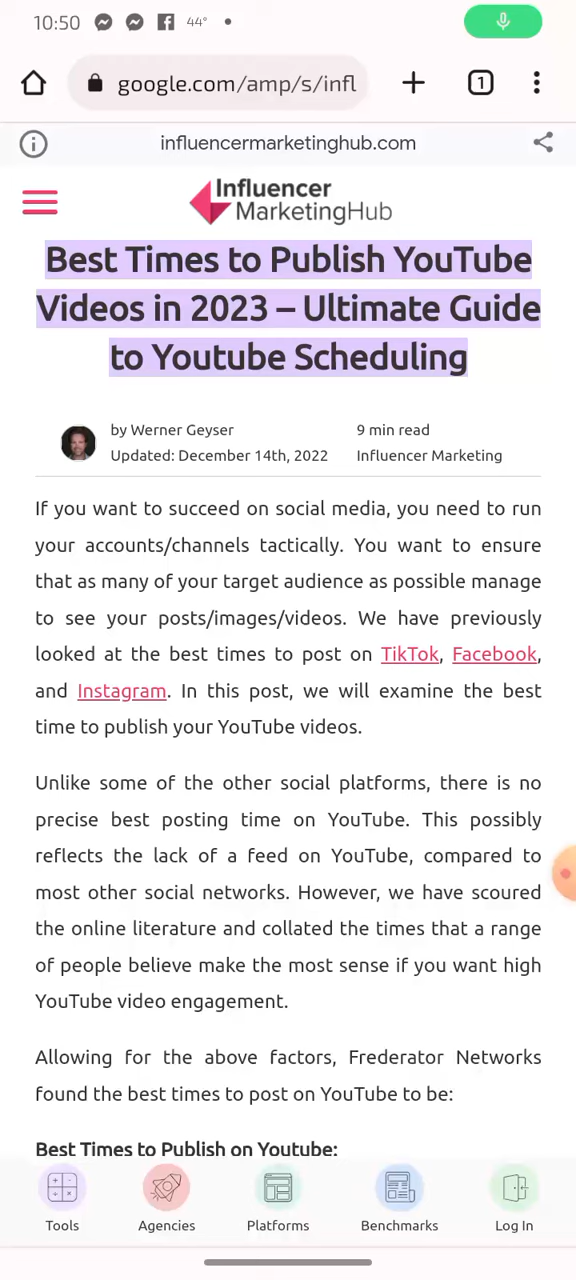 10:50 44°
google.com/amp/s/infl 1
influencermarketinghub.com
Influencer
MarketingHub
Best Times to Publish YouTube
Videos in 2023 – Ultimate Guide
to Youtube Scheduling
by Werner Geyser 9 min read
Updated: December 14th, 2022 Influencer Marketing
If you want to succeed on social media, you need to run
your accounts/channels tactically. You want to ensure
that as many of your target audience as possible manage
to see your posts/images/videos. We have previously
looked at the best times to post on TikTok, Facebook,
and Instagram. In this post, we will examine the best
time to publish your YouTube videos.
Unlike some of the other social platforms, there is no
precise best posting time on YouTube. This possibly
reflects the lack of a feed on YouTube, compared to
most other social networks. However, we have scoured
the online literature and collated the times that a range
of people believe make the most sense if you want high
YouTube video engagement.
Allowing for the above factors, Frederator Networks
found the best times to post on YouTube to be:
Best Times to Publish on Youtube:
Tools Agencies Platforms Benchmarks Log In